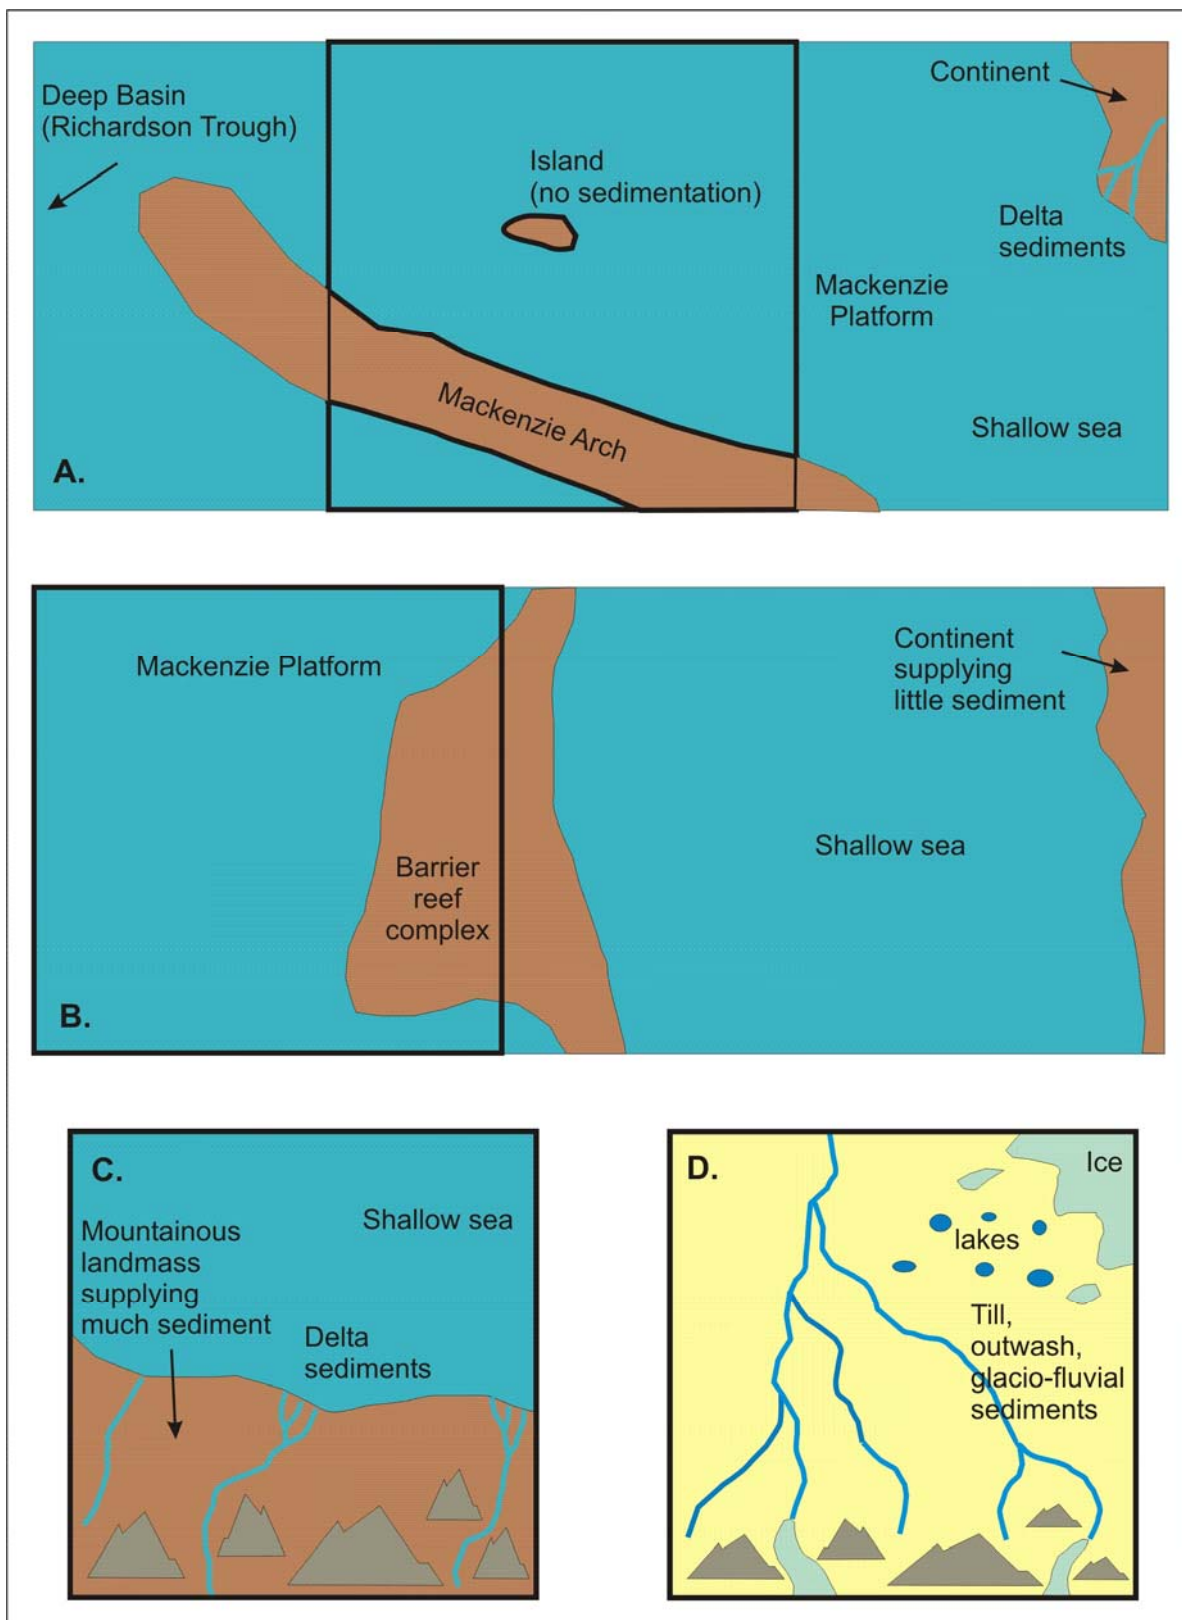 Deep Basin
(Richardson Trough)
Island
(no sedimentation)
Continent
Delta
sediments
Mackenzie
Platform
Mackenzie Arch
Shallow sea
A.
Mackenzie Platform
Continent
supplying
little sediment
Barrier
reef
complex
Shallow sea
B.
C.
Shallow sea
Mountainous
landmass
supplying
much sediment
Delta
sediments
D.
Ice
lakes
Till,
outwash,
glacio-fluvial
sediments